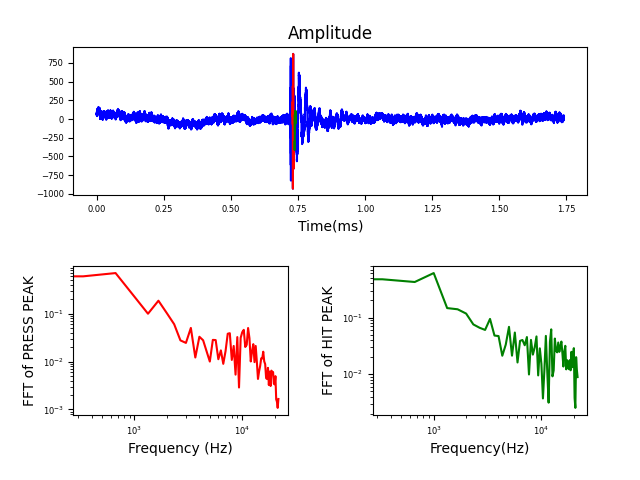 Amplitude
750
500
250
0
−250
−500
−750
−1000
0.00 0.25 0.50 0.75 1.00 1.25 1.50 1.75
Time(ms)
FFT of PRESS PEAK
10⁻¹
10⁻²
10⁻³
10³ 10⁴
Frequency (Hz)
FFT of HIT PEAK
10⁻¹
10⁻²
10³ 10⁴
Frequency(Hz)